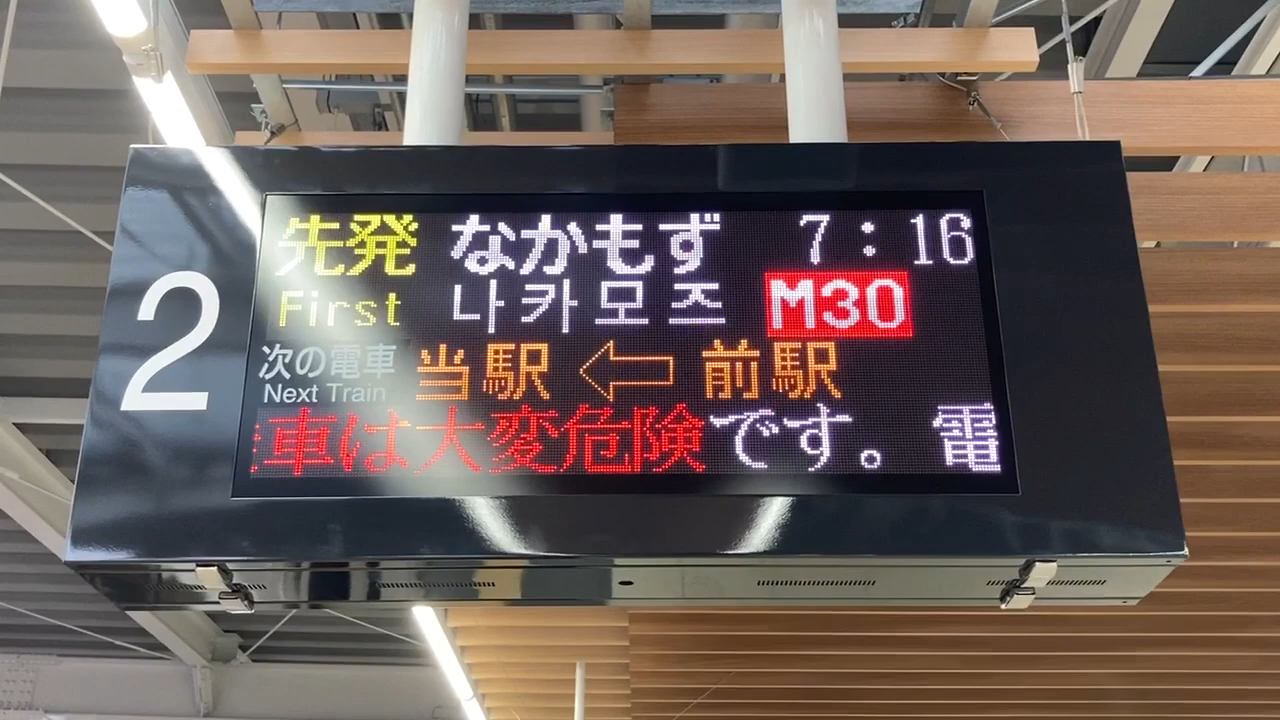 2
先発 なかもず 7:16
First 나카모즈 M30
次の電車 当駅 ← 前駅
Next Train
車は大変危険です。電